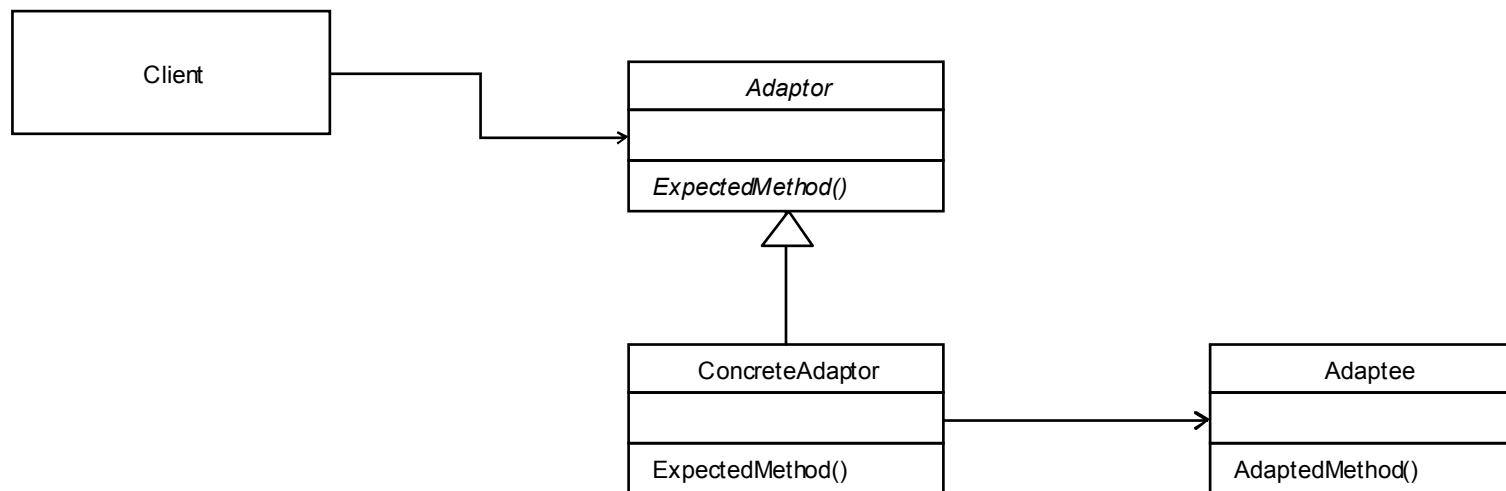 Client
Adaptor
ExpectedMethod()
ConcreteAdaptor
ExpectedMethod()
Adaptee
AdaptedMethod()